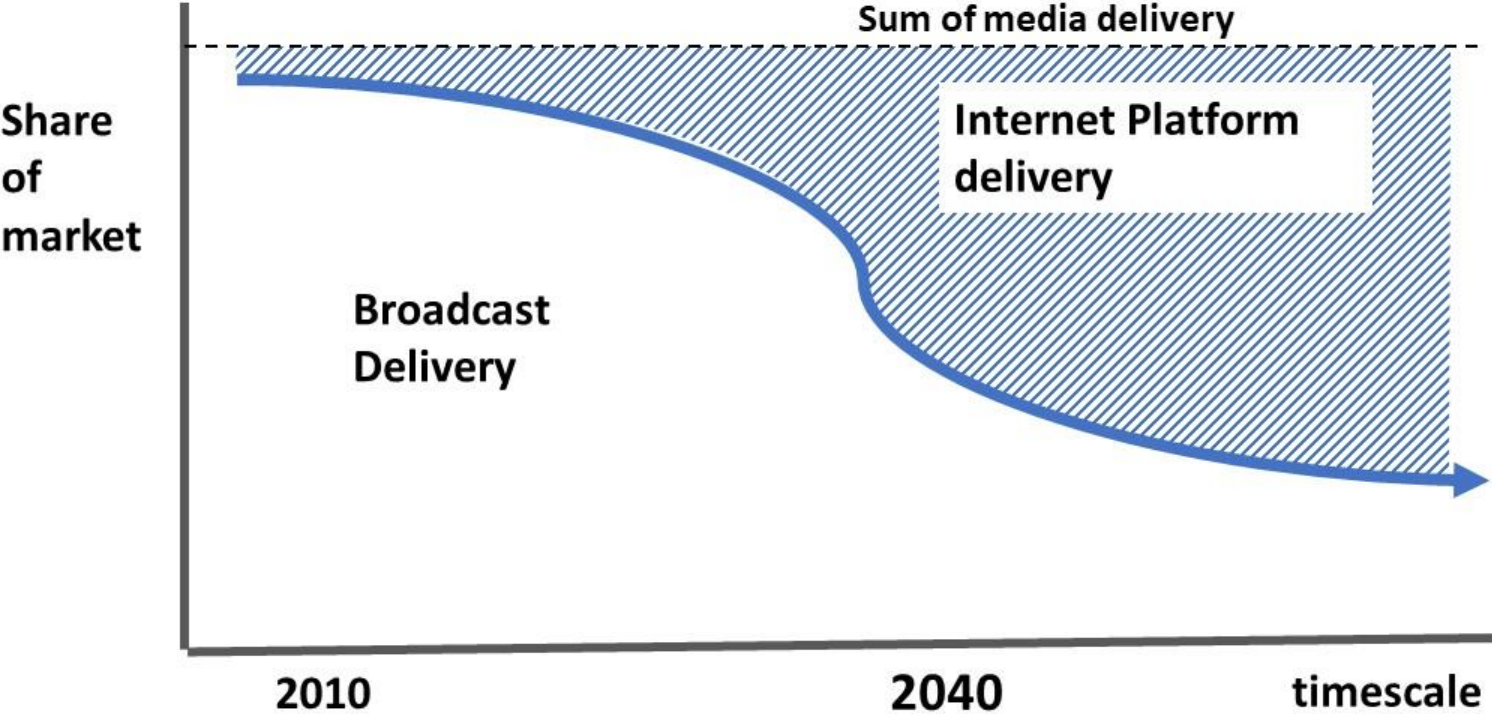 Sum of media delivery
Share
of
market
Internet Platform
delivery
Broadcast
Delivery
2010
2040
timescale